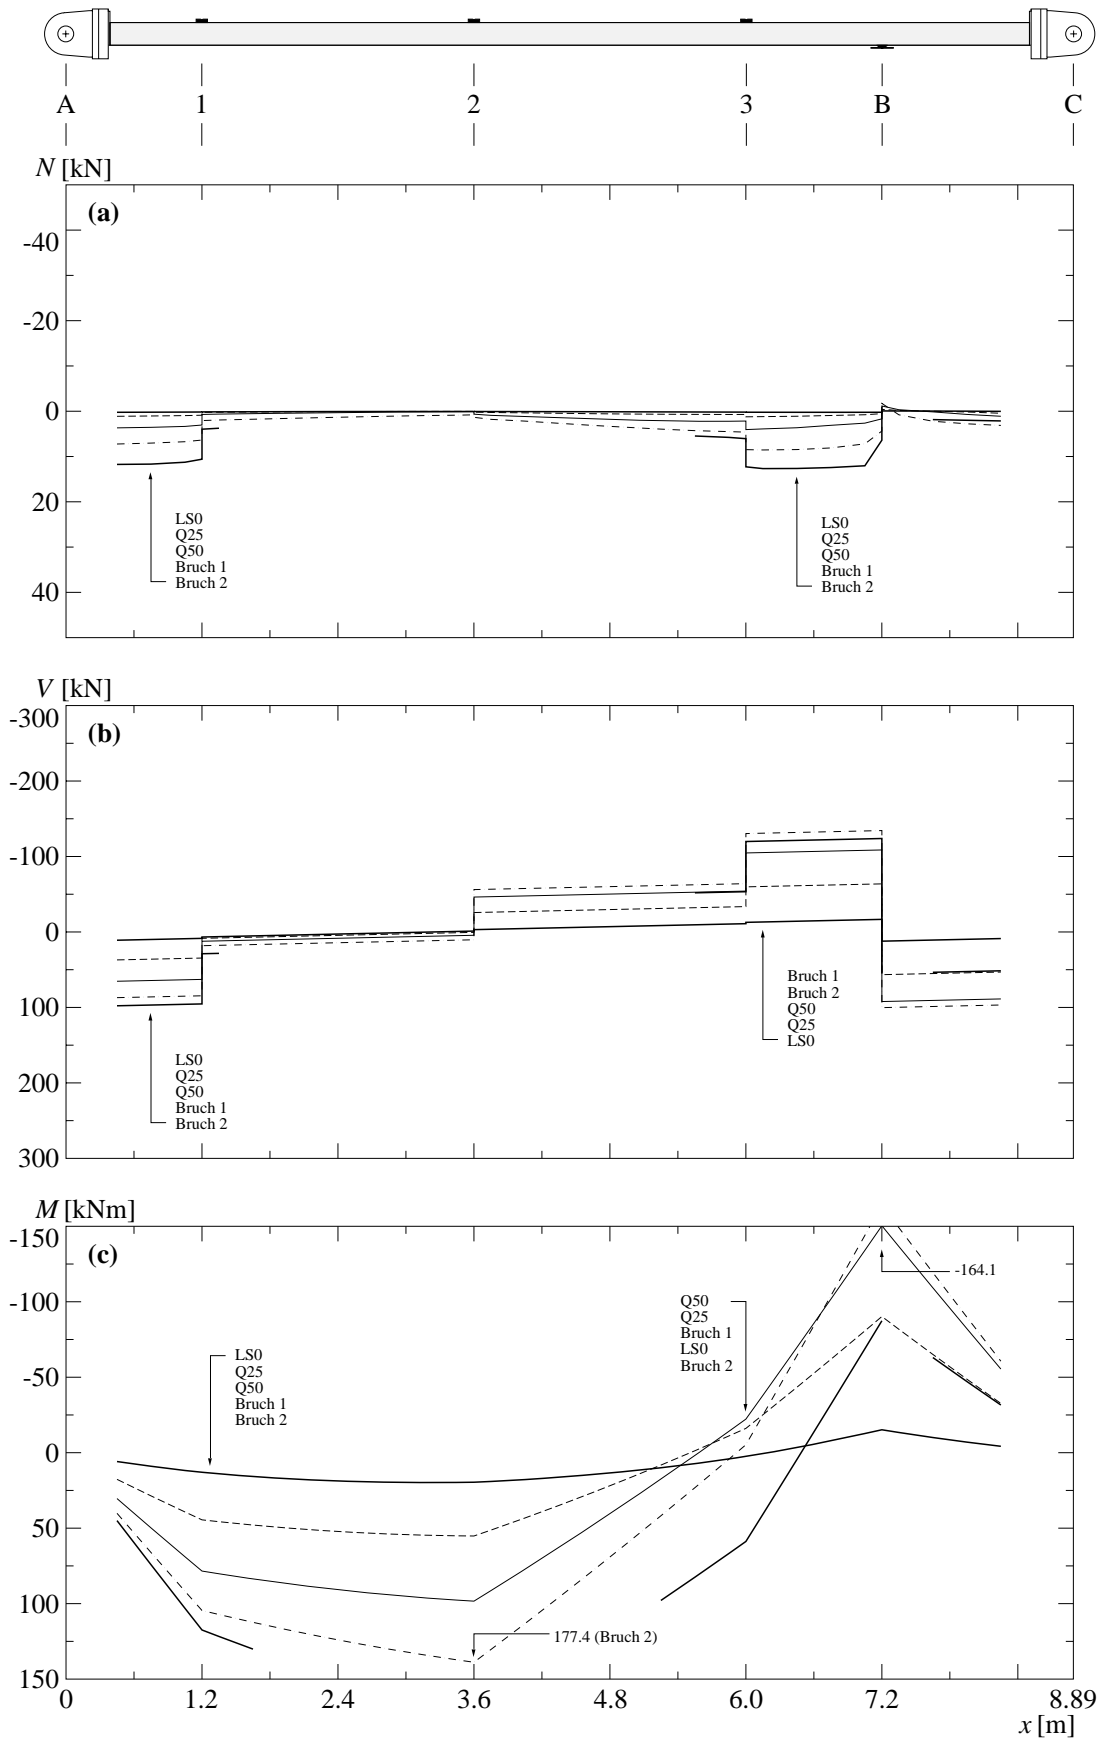 A 1 2 3 B C
N [kN]
(a)
-40
-20
0
20
40
LS0
Q25
Q50
Bruch 1
Bruch 2
LS0
Q25
Q50
Bruch 1
Bruch 2
V [kN]
(b)
-300
-200
-100
0
100
200
300
LS0
Q25
Q50
Bruch 1
Bruch 2
Bruch 1
Bruch 2
Q50
Q25
LS0
M [kNm]
(c)
-150
-100
-50
0
50
100
150
LS0
Q25
Q50
Bruch 1
Bruch 2
Q50
Q25
Bruch 1
LS0
Bruch 2
-164.1
177.4 (Bruch 2)
0 1.2 2.4 3.6 4.8 6.0 7.2 8.89
x [m]